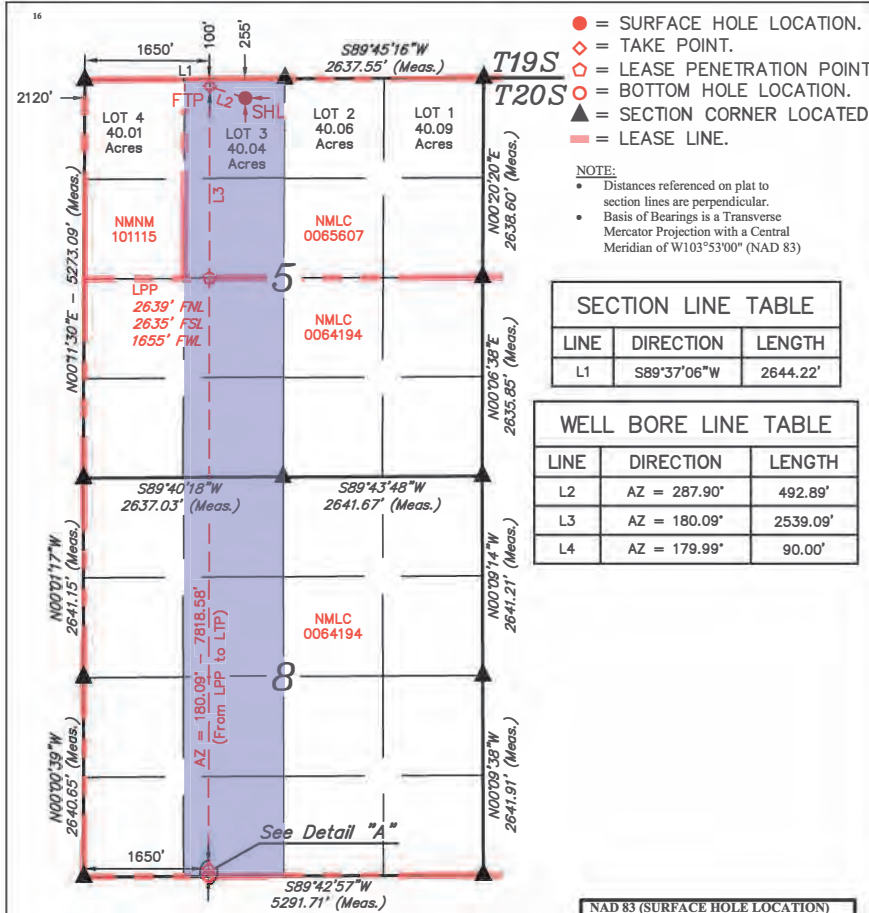 16
1650'
100'
255'
S89°45'16"W
2637.55' (Meas.)
L1
T19S
T20S
2120'
FTP
L2
SHL
LOT 4
40.01
Acres
LOT 3
40.04
Acres
LOT 2
40.06
Acres
LOT 1
40.09
Acres
L3
N00°20'20"E
2638.60' (Meas.)
N00°11'30"E - 5273.09' (Meas.)
NMNM
101115
NMLC
0065607
5
LPP
2639' FNL
2635' FSL
1655' FWL
NMLC
0064194
N00°06'38"E
2635.85' (Meas.)
S89°40'18"W
2637.03' (Meas.)
S89°43'48"W
2641.67' (Meas.)
N00°01'17"W
2641.15' (Meas.)
N00°09'14"W
2641.21' (Meas.)
NMLC
0064194
8
AZ = 180.09° - 7818.58'
(From LPP to LTP)
N00°00'39"W
2640.65' (Meas.)
N00°09'38"W
2641.91' (Meas.)
See Detail "A"
1650'
S89°42'57"W
5291.71' (Meas.)
= SURFACE HOLE LOCATION.
= TAKE POINT.
= LEASE PENETRATION POINT
= BOTTOM HOLE LOCATION.
= SECTION CORNER LOCATED
= LEASE LINE.
NOTE:
• Distances referenced on plat to
section lines are perpendicular.
• Basis of Bearings is a Transverse
Mercator Projection with a Central
Meridian of W103°53'00" (NAD 83)
SECTION LINE TABLE
LINE DIRECTION LENGTH
L1 S89°37'06"W 2644.22'
WELL BORE LINE TABLE
LINE DIRECTION LENGTH
L2 AZ = 287.90° 492.89'
L3 AZ = 180.09° 2539.09'
L4 AZ = 179.99° 90.00'
NAD 83 (SURFACE HOLE LOCATION)